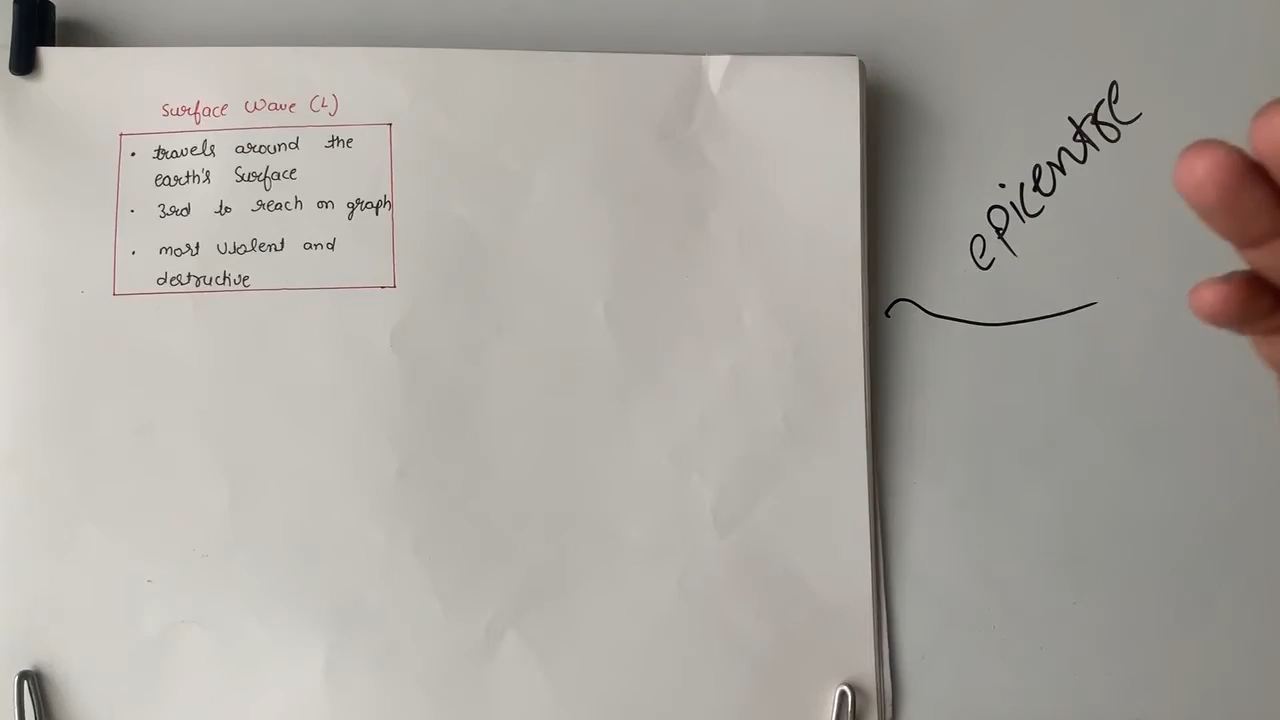 Surface Wave (L)
• travels around the
earth's Surface
• 3rd to reach on graph
• most violent and
destructive
epicentre